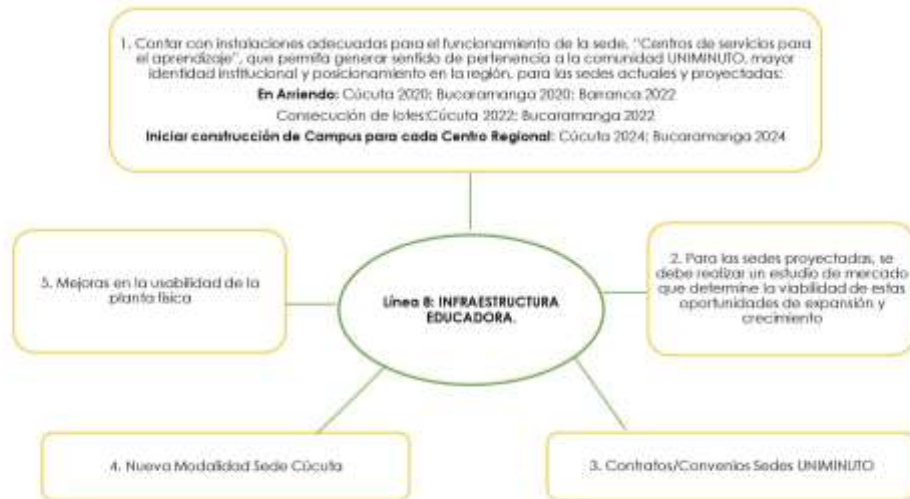 1. Contar con instalaciones adecuadas para el funcionamiento de la sede, "Centros de servicios para
el aprendizaje", que permita generar sentido de pertenencia a la comunidad UNIMINUTO, mayor
identidad institucional y posicionamiento en la región, para las sedes actuales y proyectadas:
En Arriendo: Cúcuta 2020; Bucaramanga 2020; Barranca 2022
Consecución de lotes:Cúcuta 2022; Bucaramanga 2022
Iniciar construcción de Campus para cada Centro Regional: Cúcuta 2024; Bucaramanga 2024
2. Para las sedes proyectadas, se
debe realizar un estudio de mercado
que determine la viabilidad de estas
oportunidades de expansión y
crecimiento
5. Mejoras en la usabilidad de la
planta física
Línea 8: INFRAESTRUCTURA
EDUCADORA.
4. Nueva Modalidad Sede Cúcuta
3. Contratos/Convenios Sedes UNIMINUTO